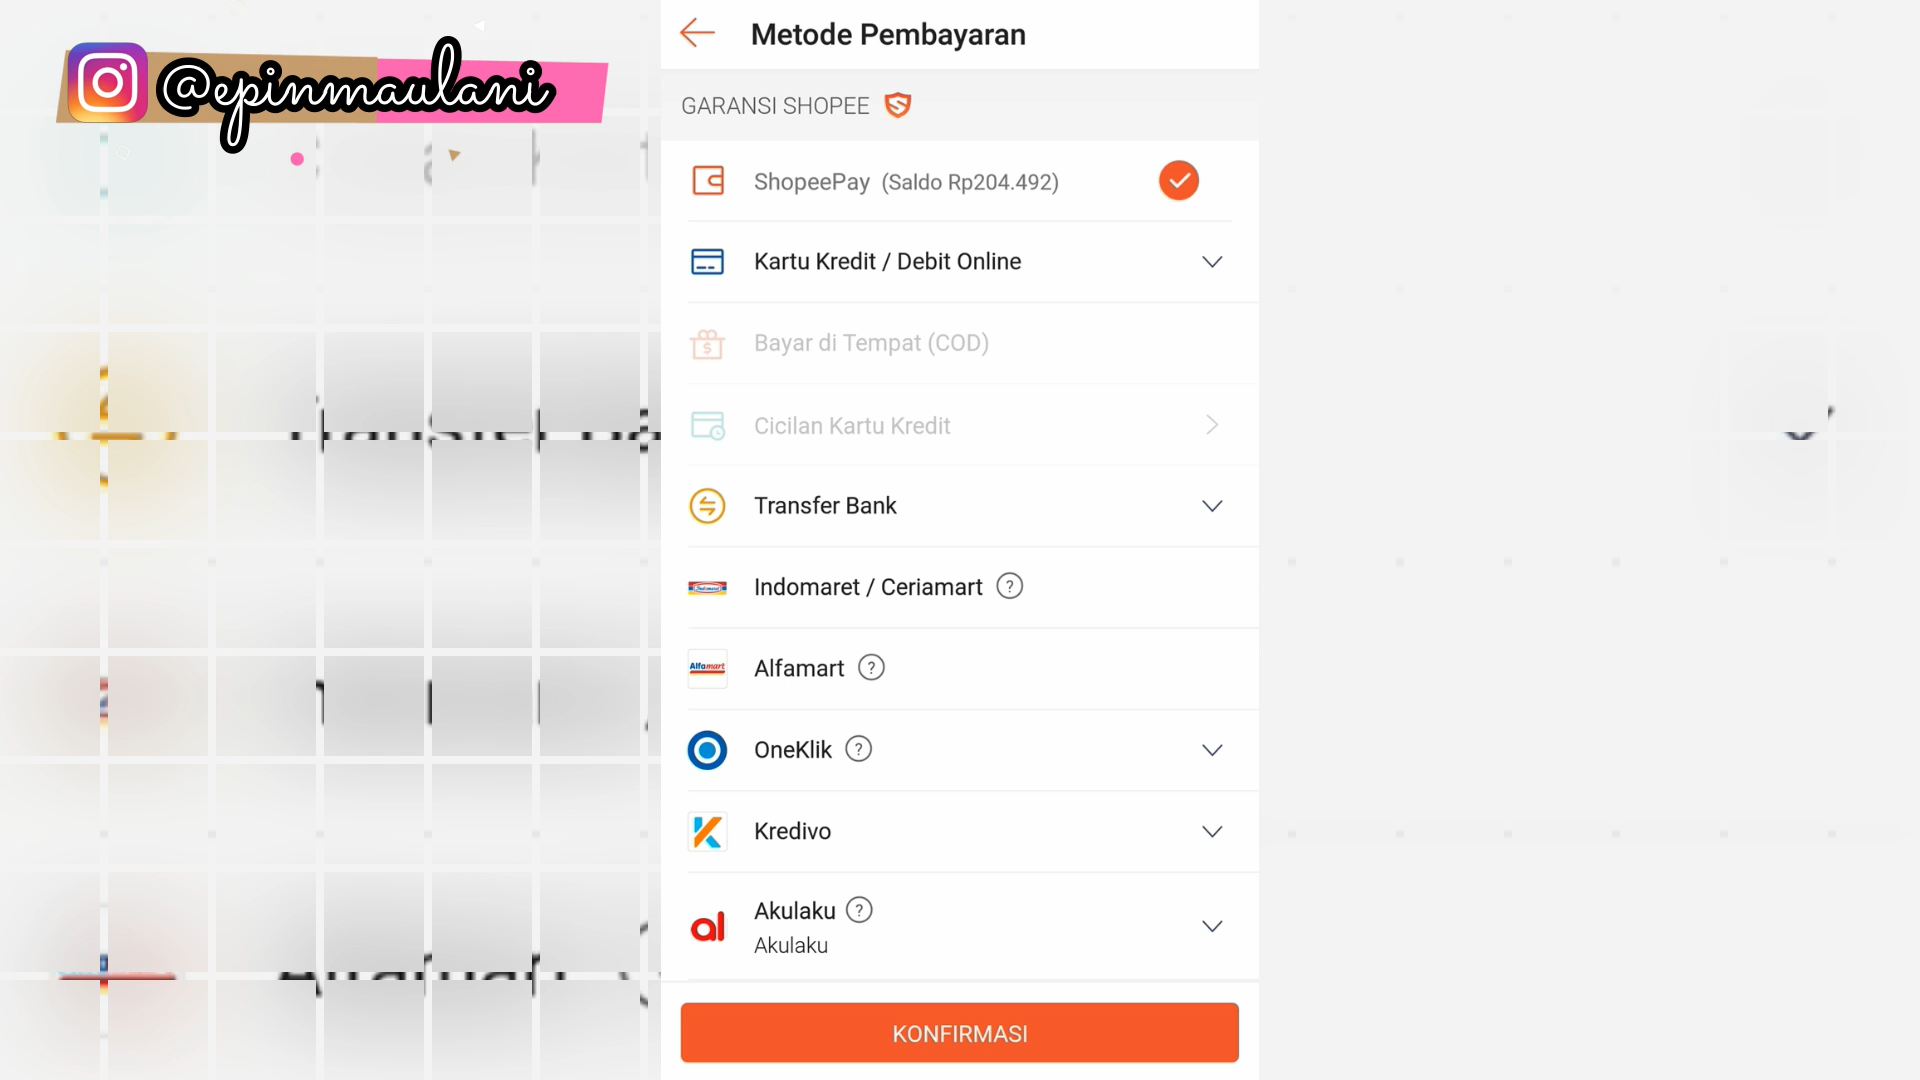 @epinmaulani
Metode Pembayaran
GARANSI SHOPEE
ShopeePay (Saldo Rp204.492)
Kartu Kredit / Debit Online
Bayar di Tempat (COD)
Cicilan Kartu Kredit
Transfer Bank
Indomaret / Ceriamart ?
Alfamart ?
OneKlik ?
Kredivo
Akulaku ?
Akulaku
KONFIRMASI